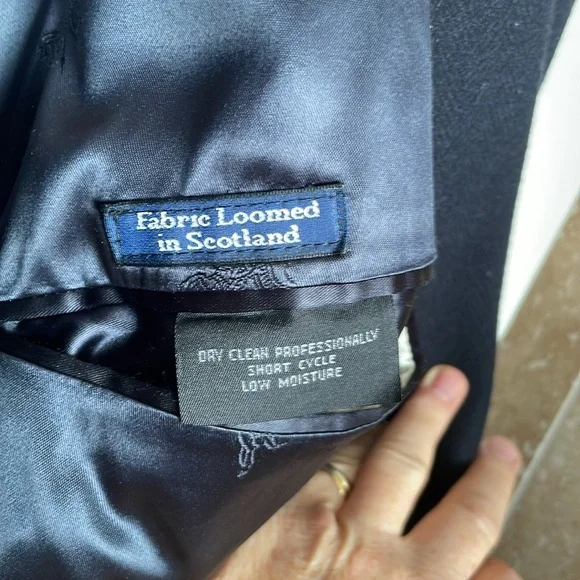 Fabric Loomed
in Scotland
DRY CLEAN PROFESSIONALLY
SHORT CYCLE
LOW MOISTURE